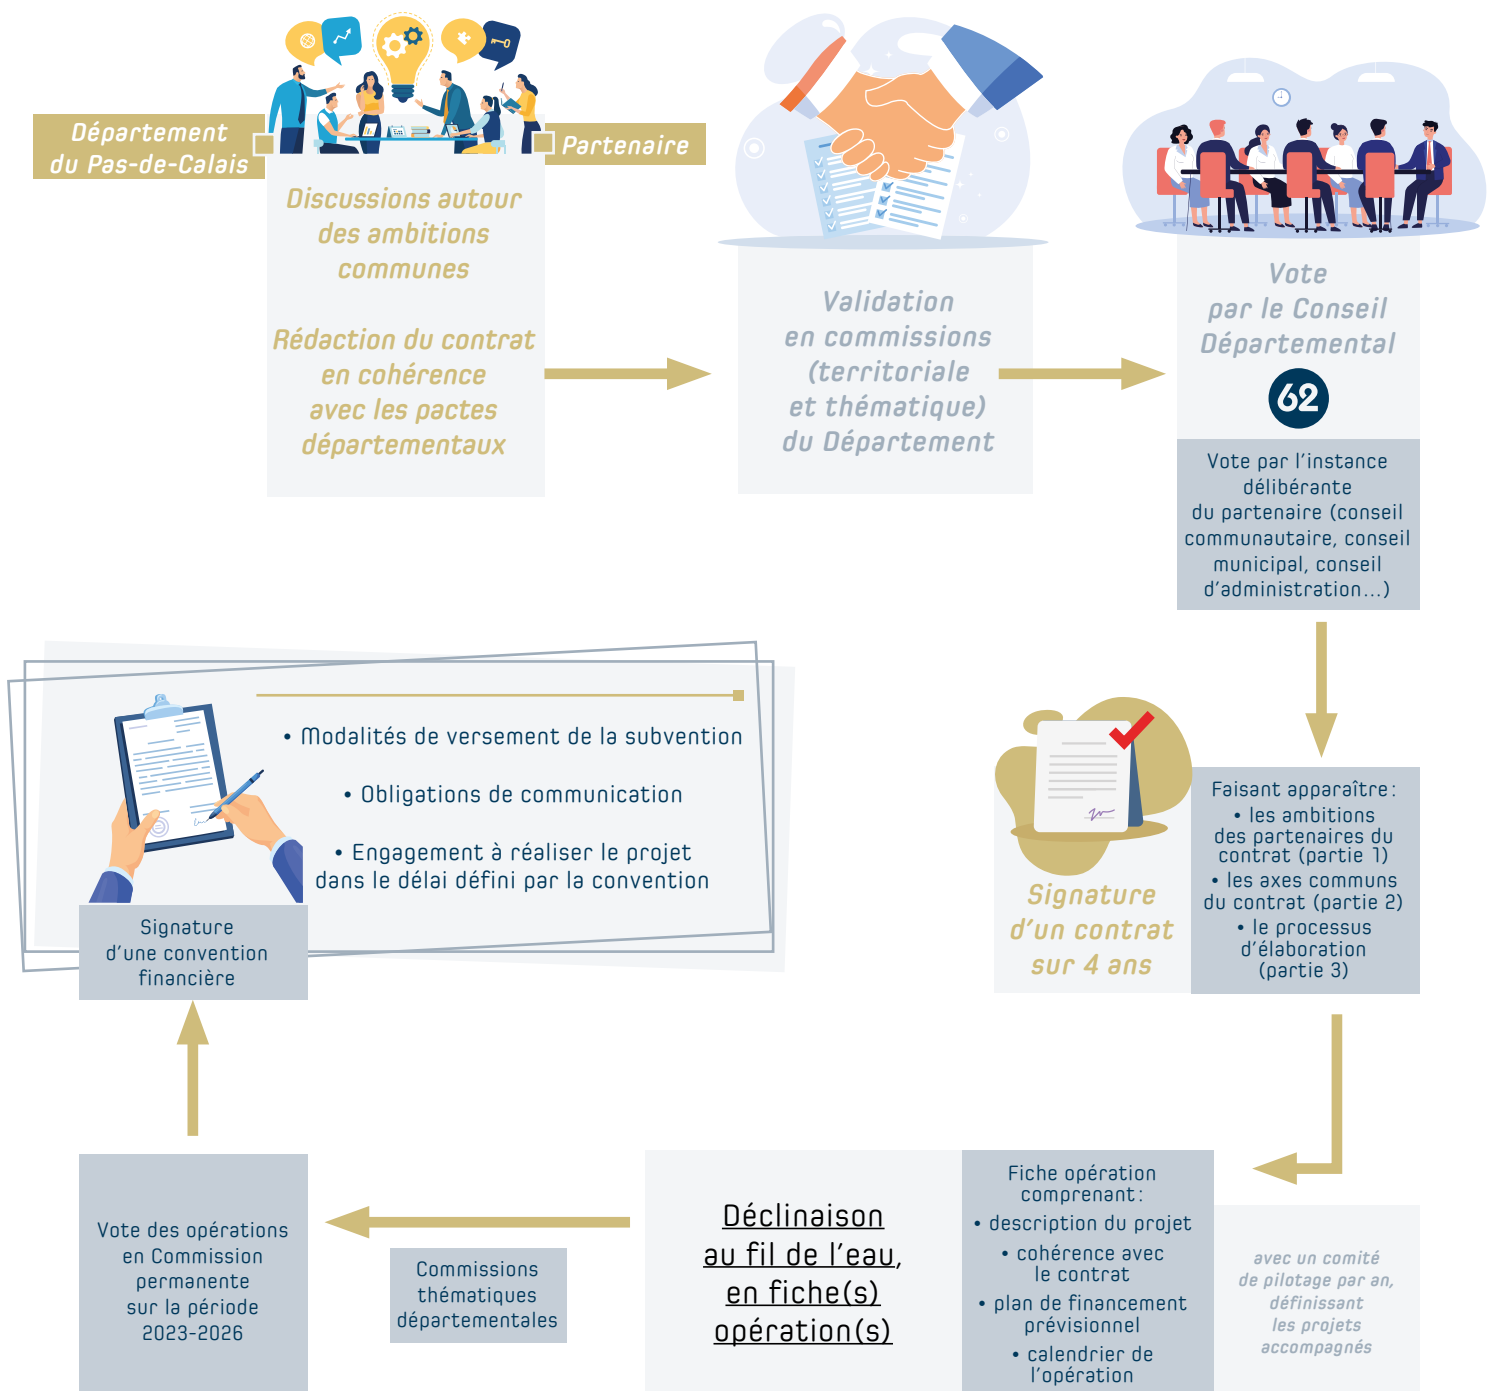 Département
du Pas-de-Calais
Partenaire
Discussions autour
des ambitions
communes
Rédaction du contrat
en cohérence
avec les pactes
départementaux
Validation
en commissions
(territoriale
et thématique)
du Département
Vote
par le Conseil
Départemental
62
Vote par l'instance
délibérante
du partenaire (conseil
communautaire, conseil
municipal, conseil
d'administration...)
Signature
d'un contrat
sur 4 ans
Faisant apparaître :
• les ambitions
des partenaires du
contrat (partie 1)
• les axes communs
du contrat (partie 2)
• le processus
d'élaboration
(partie 3)
avec un comité
de pilotage par an,
définissant
les projets
accompagnés
Fiche opération
comprenant :
• description du projet
• cohérence avec
le contrat
• plan de financement
prévisionnel
• calendrier de
l'opération
Déclinaison
au fil de l'eau,
en fiche(s)
opération(s)
Commissions
thématiques
départementales
Vote des opérations
en Commission
permanente
sur la période
2023-2026
Signature
d'une convention
financière
• Modalités de versement de la subvention
• Obligations de communication
• Engagement à réaliser le projet
dans le délai défini par la convention